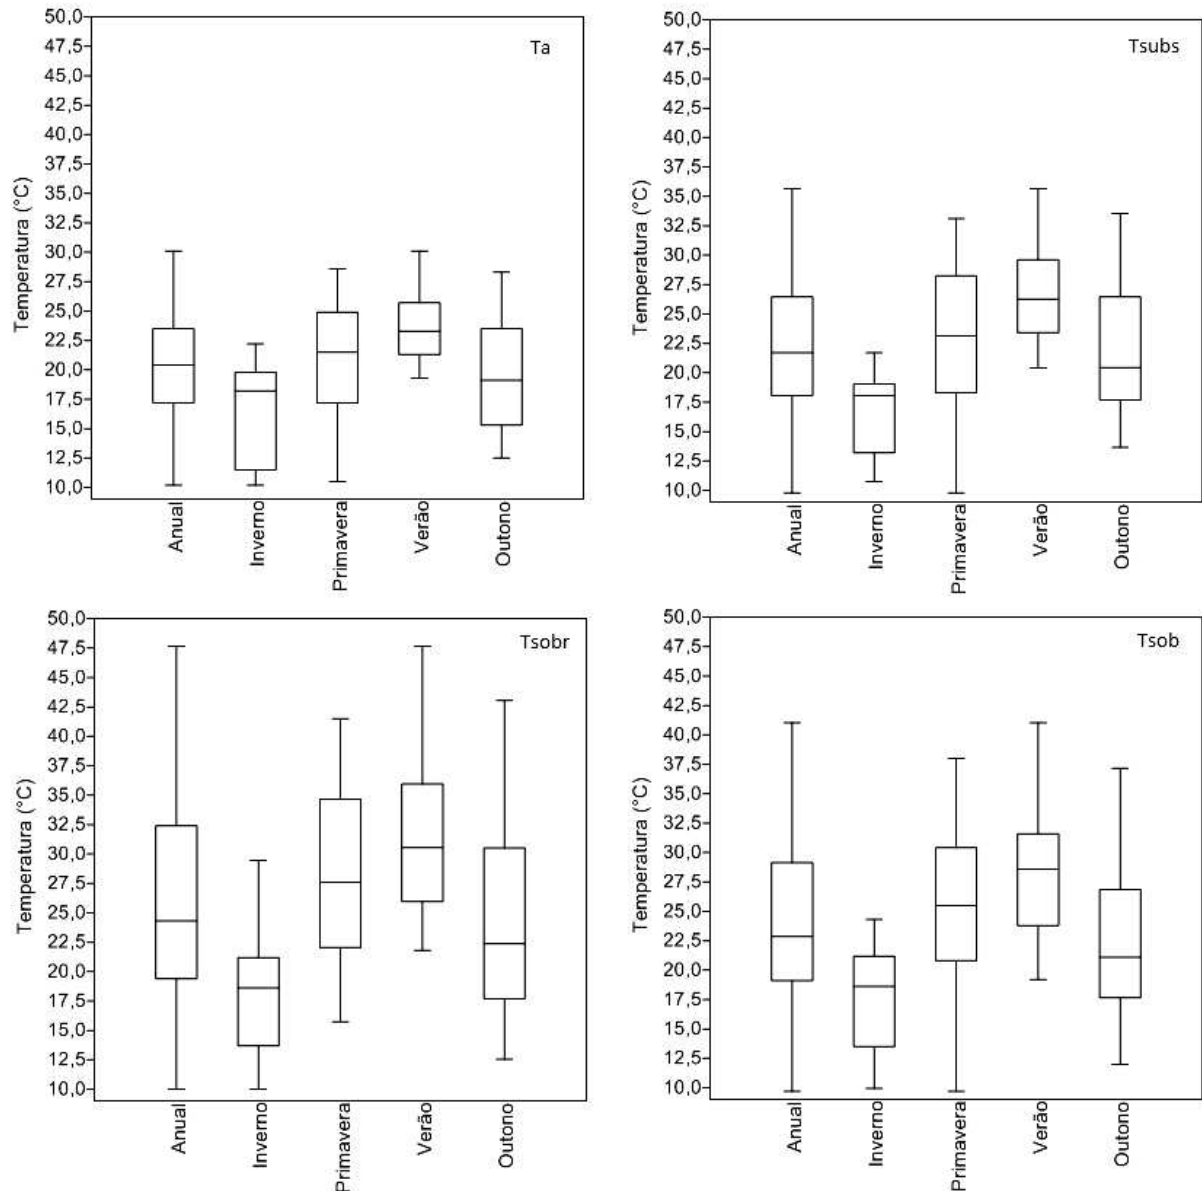 Ta
Temperatura (°C)
50,0
47,5
45,0
42,5
40,0
37,5
35,0
32,5
30,0
27,5
25,0
22,5
20,0
17,5
15,0
12,5
10,0
Anual
Inverno
Primavera
Verão
Outono
Tsubs
Temperatura (°C)
50,0
47,5
45,0
42,5
40,0
37,5
35,0
32,5
30,0
27,5
25,0
22,5
20,0
17,5
15,0
12,5
10,0
Anual
Inverno
Primavera
Verão
Outono
Tsobr
Temperatura (°C)
50,0
47,5
45,0
42,5
40,0
37,5
35,0
32,5
30,0
27,5
25,0
22,5
20,0
17,5
15,0
12,5
10,0
Anual
Inverno
Primavera
Verão
Outono
Tsob
Temperatura (°C)
50,0
47,5
45,0
42,5
40,0
37,5
35,0
32,5
30,0
27,5
25,0
22,5
20,0
17,5
15,0
12,5
10,0
Anual
Inverno
Primavera
Verão
Outono